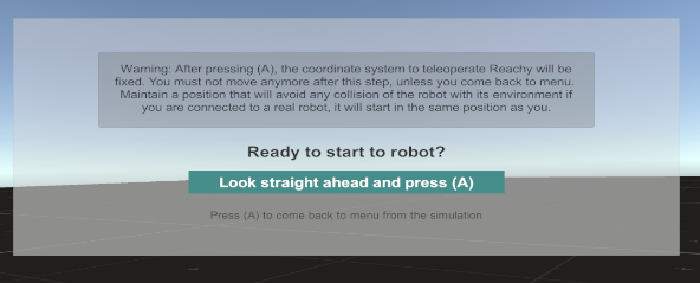 Warning: After pressing (A), the coordinate system to teleoperate Reachy will be
fixed. You must not move anymore after this step, unless you come back to menu.
Maintain a position that will avoid any collision of the robot with its environment if
you are connected to a real robot, it will start in the same position as you.
Ready to start to robot?
Look straight ahead and press (A)
Press (A) to come back to menu from the simulation